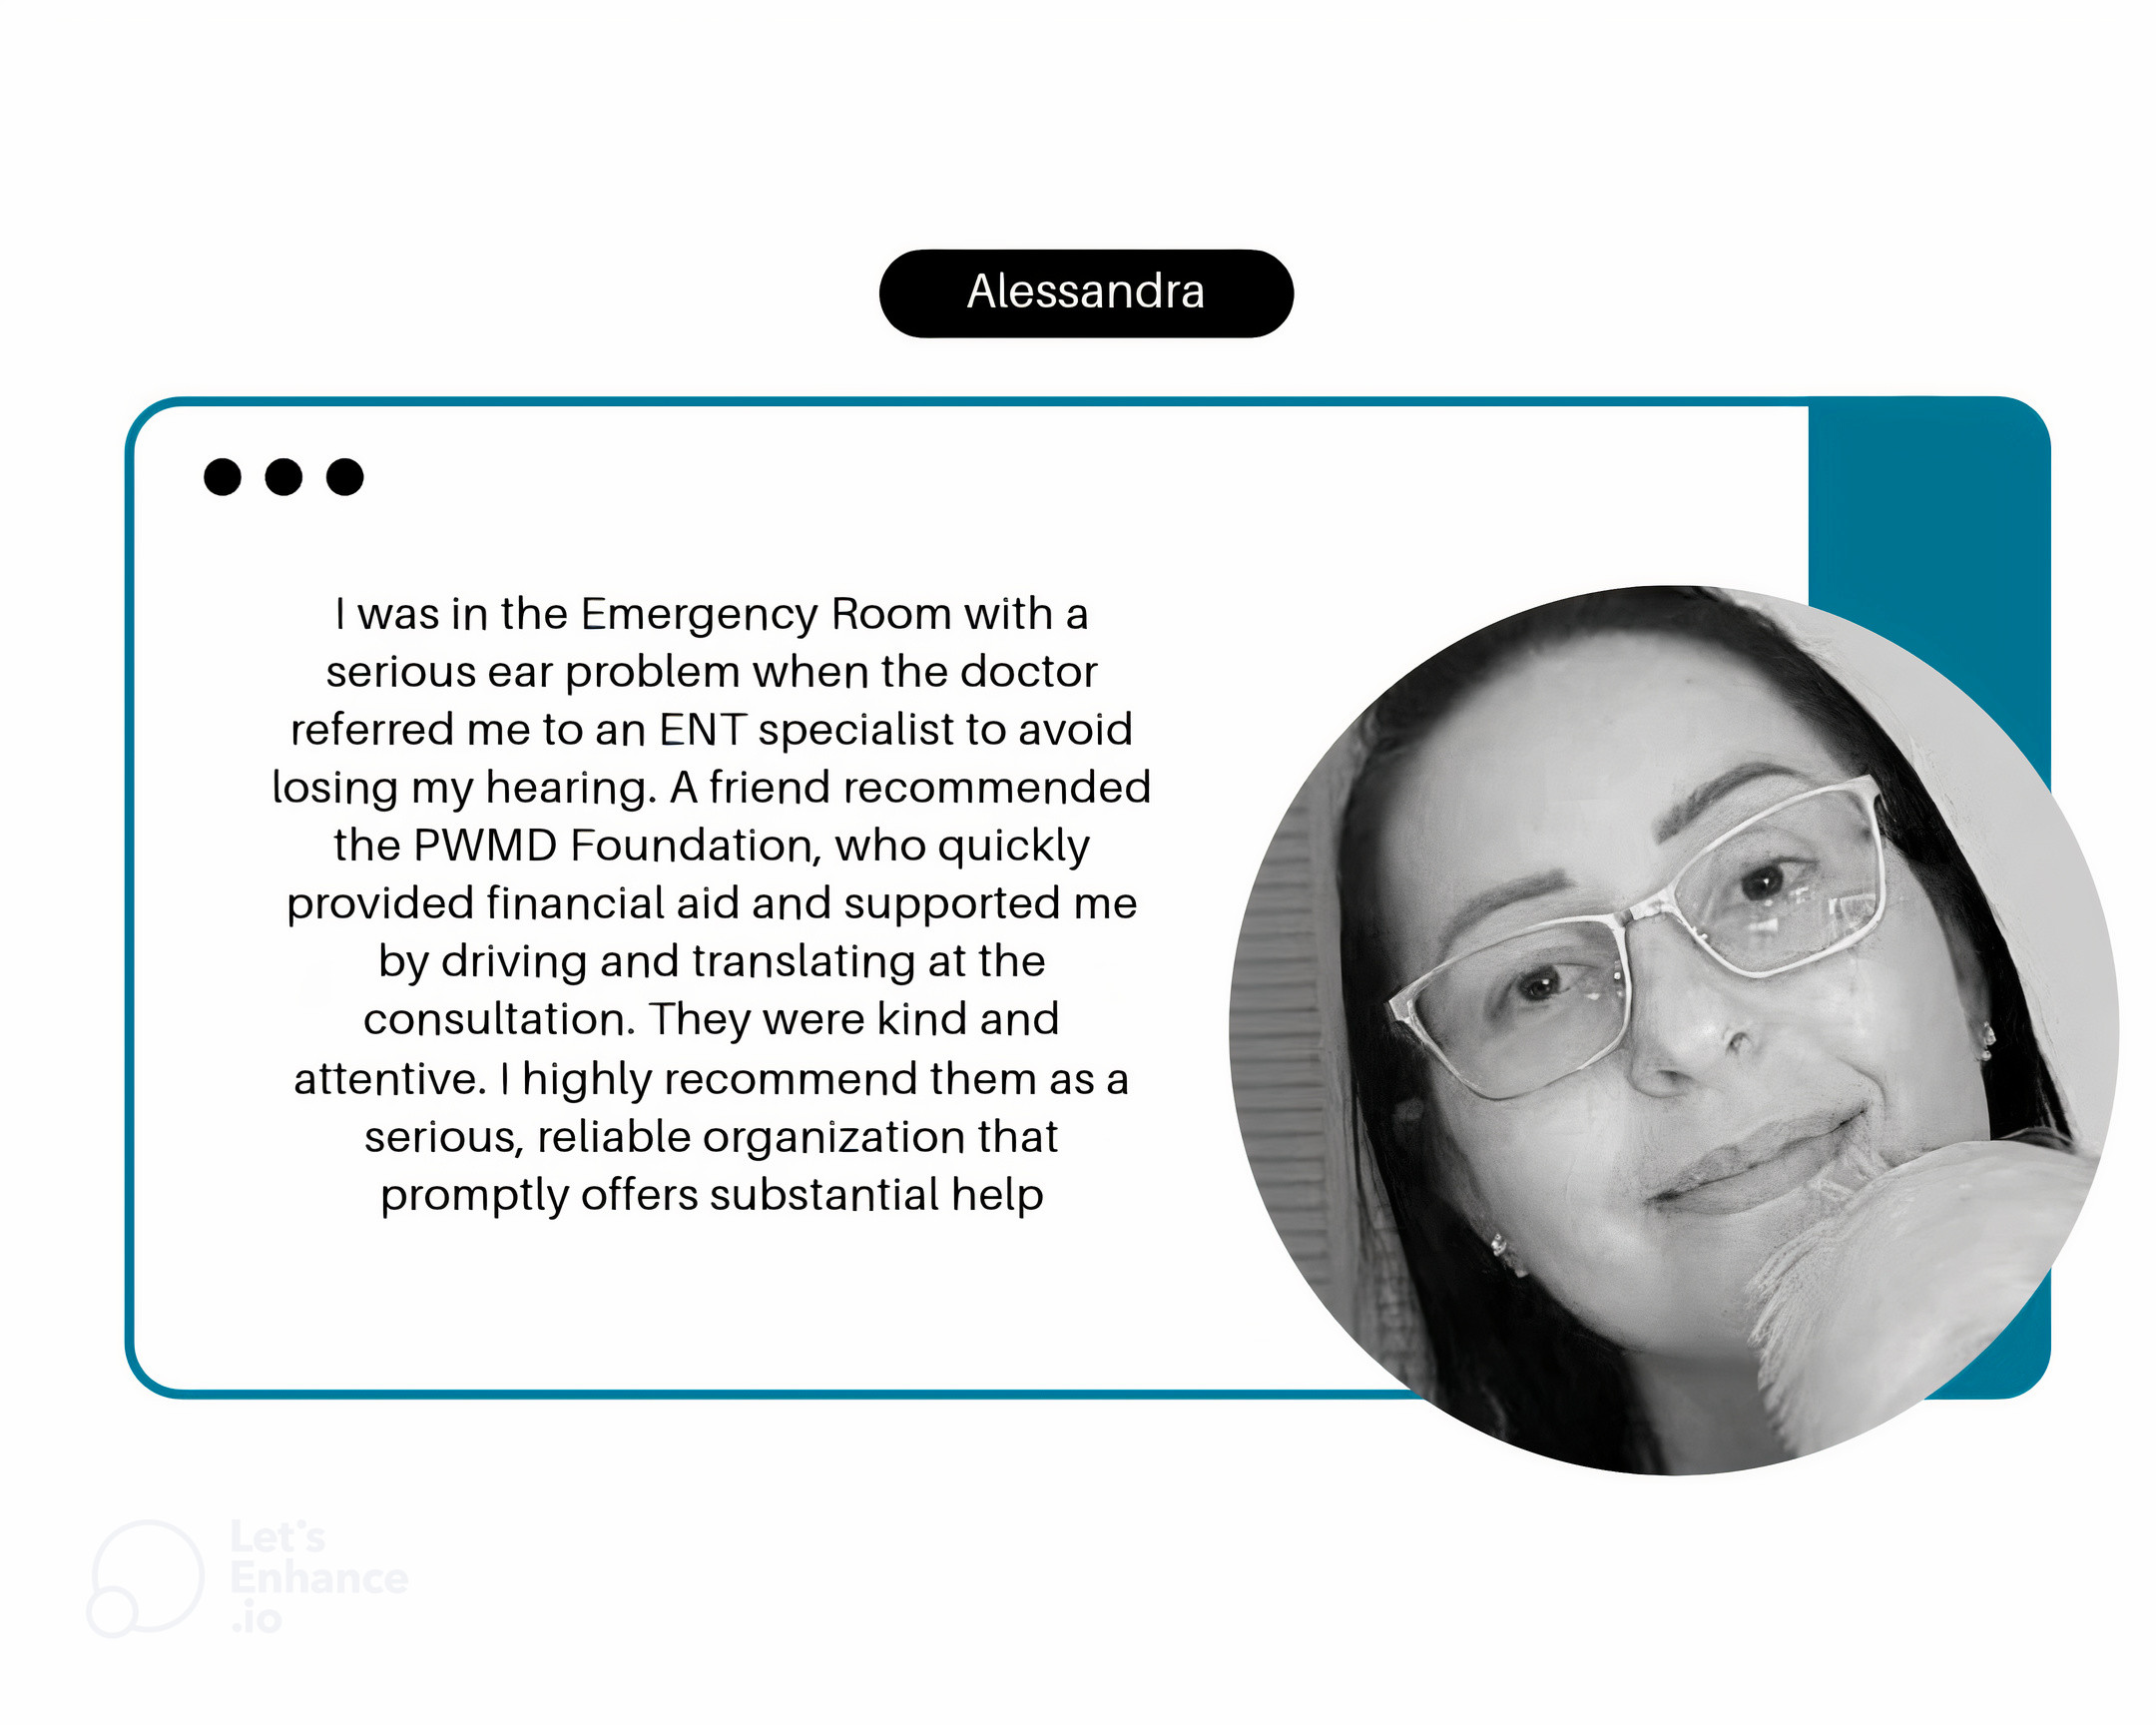 Alessandra
I was in the Emergency Room with a
serious ear problem when the doctor
referred me to an ENT specialist to avoid
losing my hearing. A friend recommended
the PWMD Foundation, who quickly
provided financial aid and supported me
by driving and translating at the
consultation. They were kind and
attentive. I highly recommend them as a
serious, reliable organization that
promptly offers substantial help
Let's
Enhance
.io